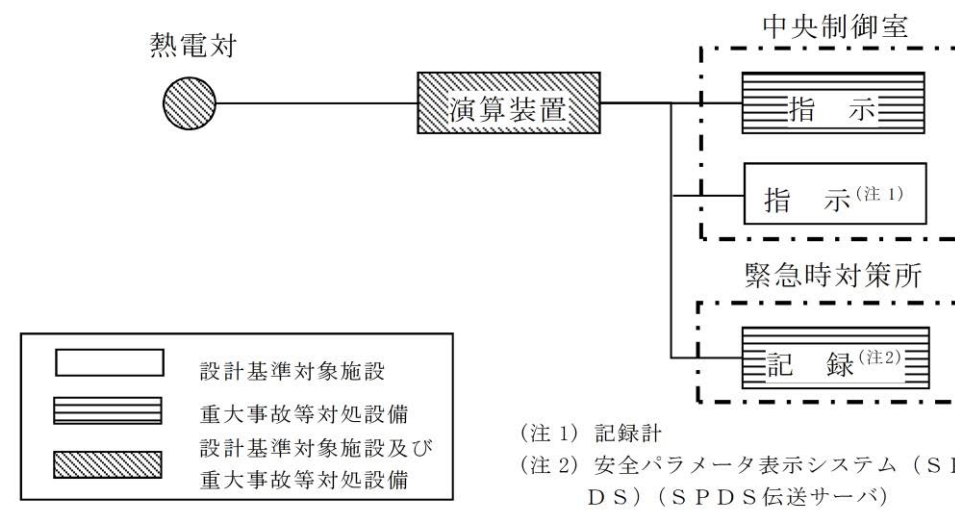 中央制御室
熱電対
演算装置
指　示
指　示(注1)
緊急時対策所
記　録(注2)
設計基準対象施設
重大事故等対処設備
設計基準対象施設及び
重大事故等対処設備
(注 1) 記録計
(注 2) 安全パラメータ表示システム (Ｓ
ＤＳ) (ＳＰＤＳ伝送サーバ)